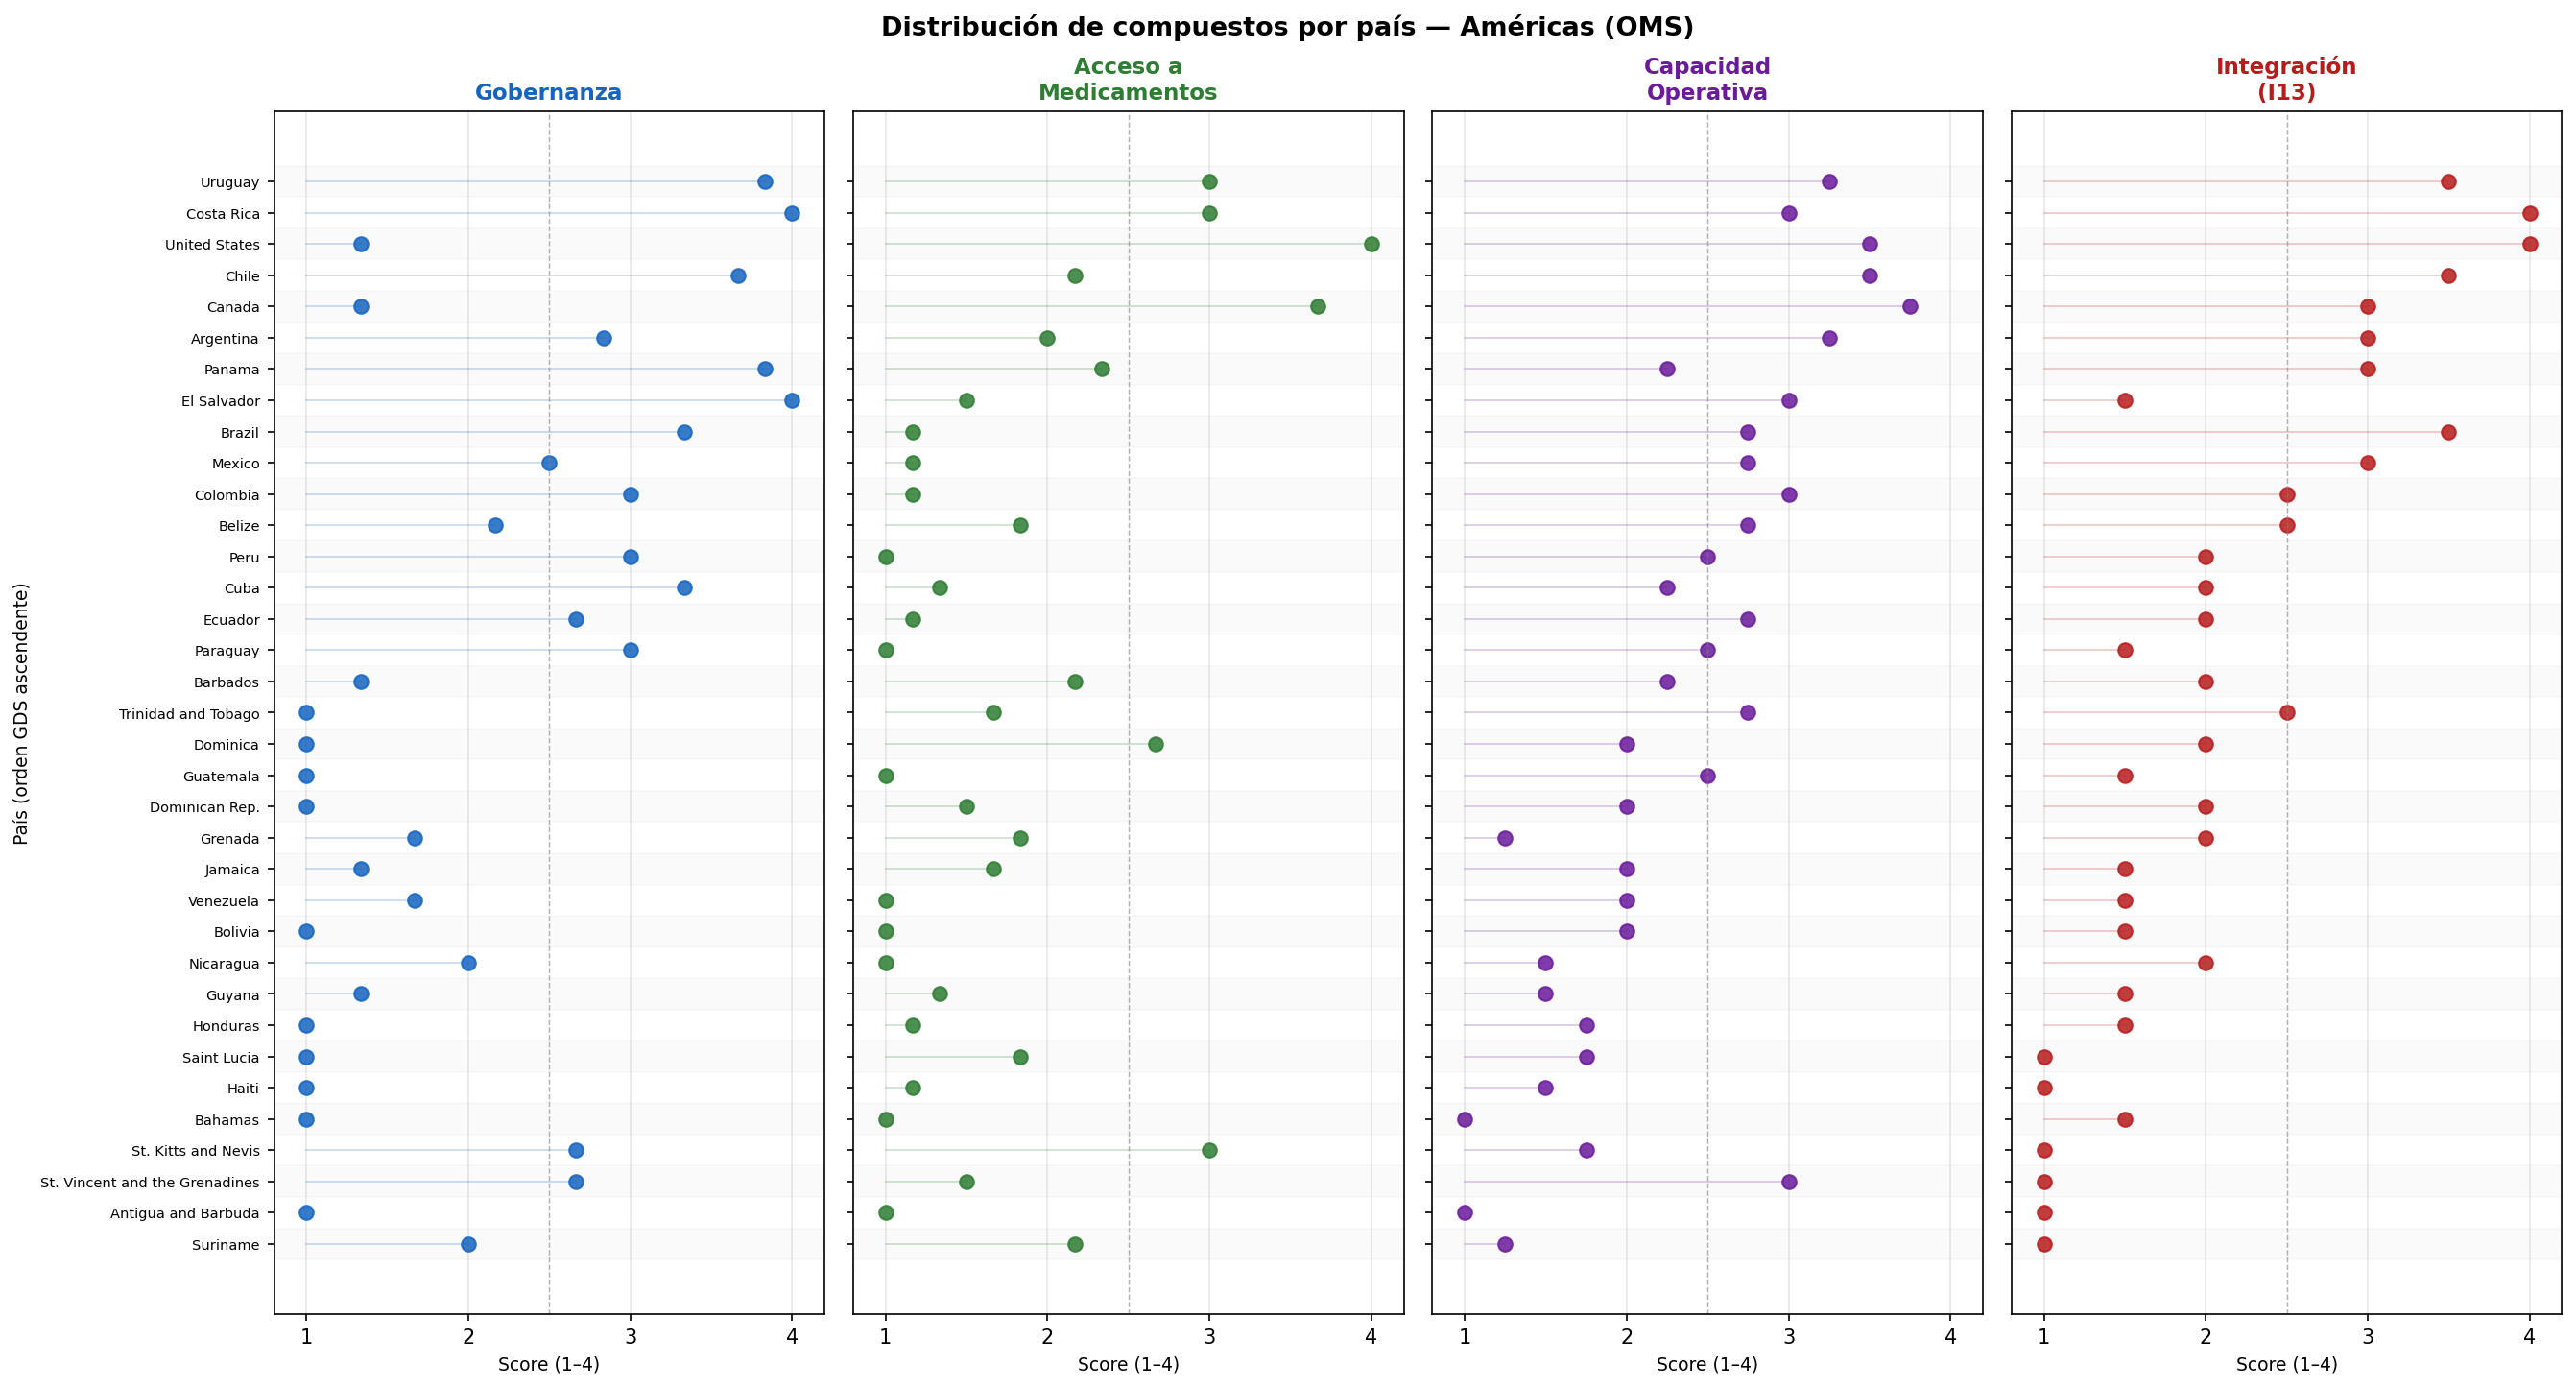 Distribución de compuestos por país — Américas (OMS)
Gobernanza
Acceso a
Medicamentos
Capacidad
Operativa
Integración
(I13)
País (orden GDS ascendente)
Uruguay
Costa Rica
United States
Chile
Canada
Argentina
Panama
El Salvador
Brazil
Mexico
Colombia
Belize
Peru
Cuba
Ecuador
Paraguay
Barbados
Trinidad and Tobago
Dominica
Guatemala
Dominican Rep.
Grenada
Jamaica
Venezuela
Bolivia
Nicaragua
Guyana
Honduras
Saint Lucia
Haiti
Bahamas
St. Kitts and Nevis
St. Vincent and the Grenadines
Antigua and Barbuda
Suriname
1 2 3 4
Score (1–4)
1 2 3 4
Score (1–4)
1 2 3 4
Score (1–4)
1 2 3 4
Score (1–4)